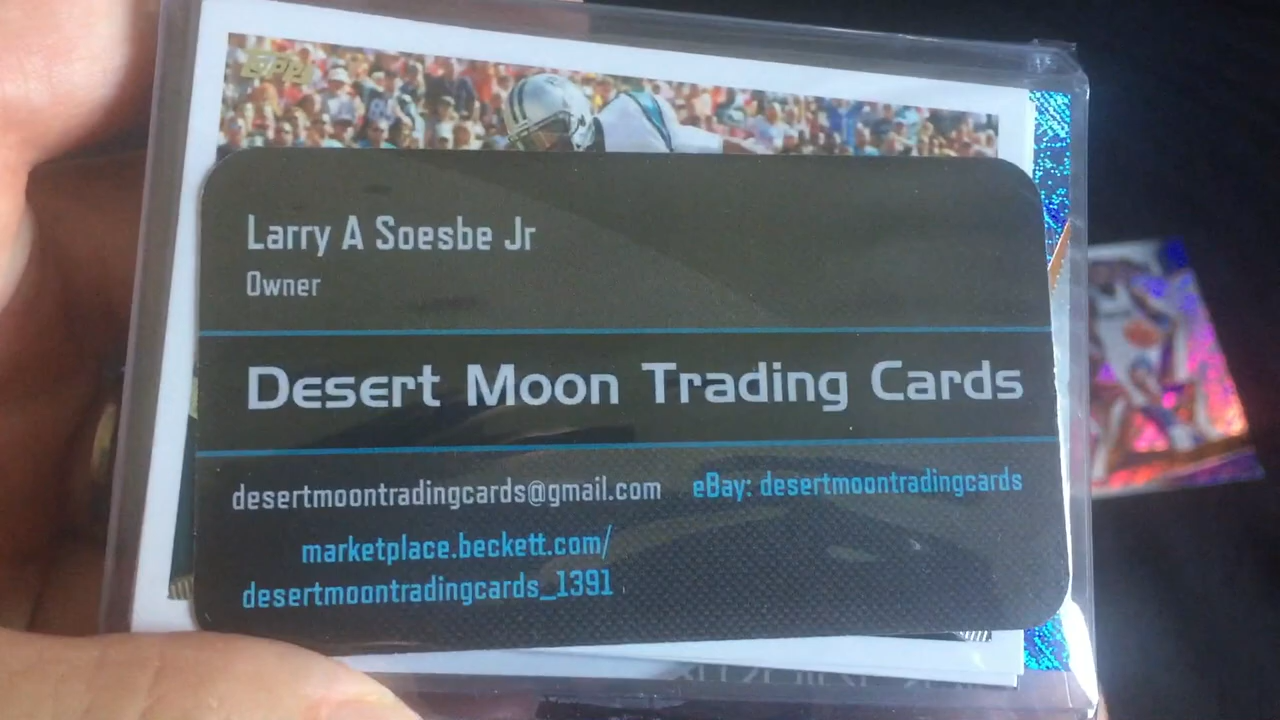 TOPPS
Larry A Soesbe Jr
Owner
Desert Moon Trading Cards
desertmoontradingcards@gmail.com eBay: desertmoontradingcards
marketplace.beckett.com/
desertmoontradingcards_1391